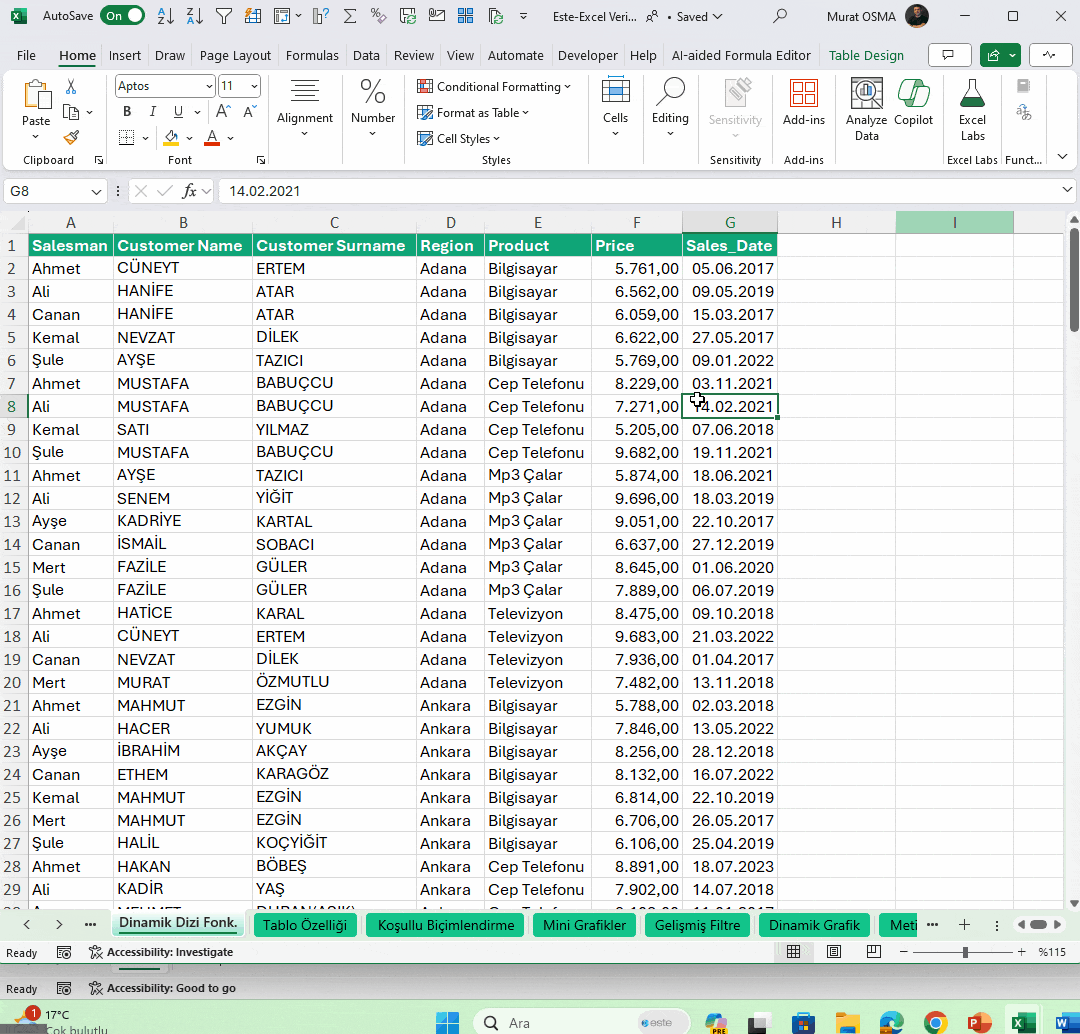 AutoSave On Este-Excel Veri... • Saved Murat OSMA
File Home Insert Draw Page Layout Formulas Data Review View Automate Developer Help AI-aided Formula Editor Table Design
Paste
Clipboard
Aptos 11
B I U
A
Font
Alignment
Number
Conditional Formatting
Format as Table
Cell Styles
Styles
Cells
Editing
Sensitivity
Sensitivity
Add-ins
Add-ins
Analyze Data
Copilot
Excel Labs
Excel Labs
Funct...
G8 fx 14.02.2021
A B C D E F G H I
1 Salesman Customer Name Customer Surname Region Product Price Sales_Date
2 Ahmet CÜNEYT ERTEM Adana Bilgisayar 5.761,00 05.06.2017
3 Ali HANİFE ATAR Adana Bilgisayar 6.562,00 09.05.2019
4 Canan HANİFE ATAR Adana Bilgisayar 6.059,00 15.03.2017
5 Kemal NEVZAT DİLEK Adana Bilgisayar 6.622,00 27.05.2017
6 Şule AYŞE TAZICI Adana Bilgisayar 5.769,00 09.01.2022
7 Ahmet MUSTAFA BABUÇCU Adana Cep Telefonu 8.229,00 03.11.2021
8 Ali MUSTAFA BABUÇCU Adana Cep Telefonu 7.271,00 14.02.2021
9 Kemal SATI YILMAZ Adana Cep Telefonu 5.205,00 07.06.2018
10 Şule MUSTAFA BABUÇCU Adana Cep Telefonu 9.682,00 19.11.2021
11 Ahmet AYŞE TAZICI Adana Mp3 Çalar 5.874,00 18.06.2021
12 Ali SENEM YİĞİT Adana Mp3 Çalar 9.696,00 18.03.2019
13 Ayşe KADRİYE KARTAL Adana Mp3 Çalar 9.051,00 22.10.2017
14 Canan İSMAİL SOBACI Adana Mp3 Çalar 6.637,00 27.12.2019
15 Mert FAZİLE GÜLER Adana Mp3 Çalar 8.645,00 01.06.2020
16 Şule FAZİLE GÜLER Adana Mp3 Çalar 7.889,00 06.07.2019
17 Ahmet HATİCE KARAL Adana Televizyon 8.475,00 09.10.2018
18 Ali CÜNEYT ERTEM Adana Televizyon 9.683,00 21.03.2022
19 Canan NEVZAT DİLEK Adana Televizyon 7.936,00 01.04.2017
20 Mert MURAT ÖZMUTLU Adana Televizyon 7.482,00 13.11.2018
21 Ahmet MAHMUT EZGİN Ankara Bilgisayar 5.788,00 02.03.2018
22 Ali HACER YUMUK Ankara Bilgisayar 7.846,00 13.05.2022
23 Ayşe İBRAHİM AKÇAY Ankara Bilgisayar 8.256,00 28.12.2018
24 Canan ETHEM KARAGÖZ Ankara Bilgisayar 8.132,00 16.07.2022
25 Kemal MAHMUT EZGİN Ankara Bilgisayar 6.814,00 22.10.2019
26 Mert MAHMUT EZGİN Ankara Bilgisayar 6.706,00 26.05.2017
27 Şule HALİL KOÇYİĞİT Ankara Bilgisayar 6.106,00 25.04.2019
28 Ahmet HAKAN BÖBEŞ Ankara Cep Telefonu 8.891,00 18.07.2023
29 Ali KADİR YAŞ Ankara Cep Telefonu 7.902,00 14.07.2018
Dinamik Dizi Fonk. Tablo Özelliği Koşullu Biçimlendirme Mini Grafikler Gelişmiş Filtre Dinamik Grafik Meti
Ready Accessibility: Investigate %115
Ready Accessibility: Good to go
1 17°C Ara este PRE
Çok bulutlu